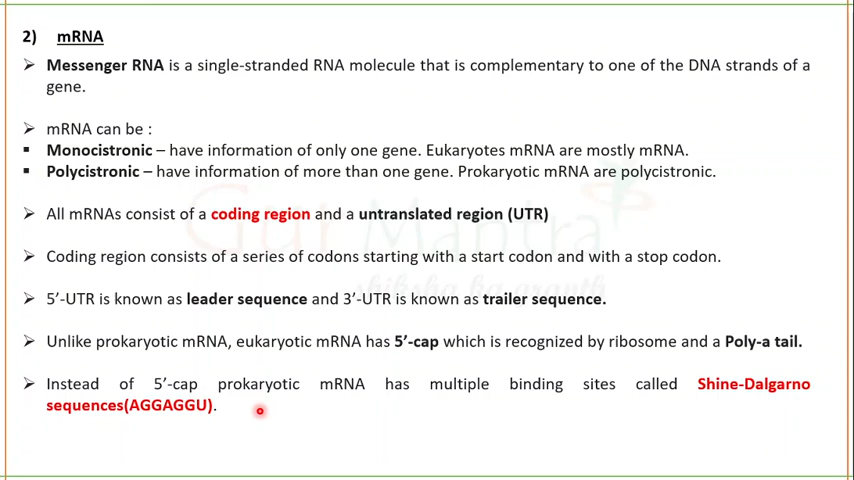 2) mRNA
➢ Messenger RNA is a single-stranded RNA molecule that is complementary to one of the DNA strands of a
gene.
➢ mRNA can be :
▪ Monocistronic – have information of only one gene. Eukaryotes mRNA are mostly mRNA.
▪ Polycistronic – have information of more than one gene. Prokaryotic mRNA are polycistronic.
➢ All mRNAs consist of a coding region and a untranslated region (UTR)
➢ Coding region consists of a series of codons starting with a start codon and with a stop codon.
➢ 5’-UTR is known as leader sequence and 3’-UTR is known as trailer sequence.
➢ Unlike prokaryotic mRNA, eukaryotic mRNA has 5’-cap which is recognized by ribosome and a Poly-a tail.
➢ Instead of 5’-cap prokaryotic mRNA has multiple binding sites called Shine-Dalgarno
sequences(AGGAGGU).